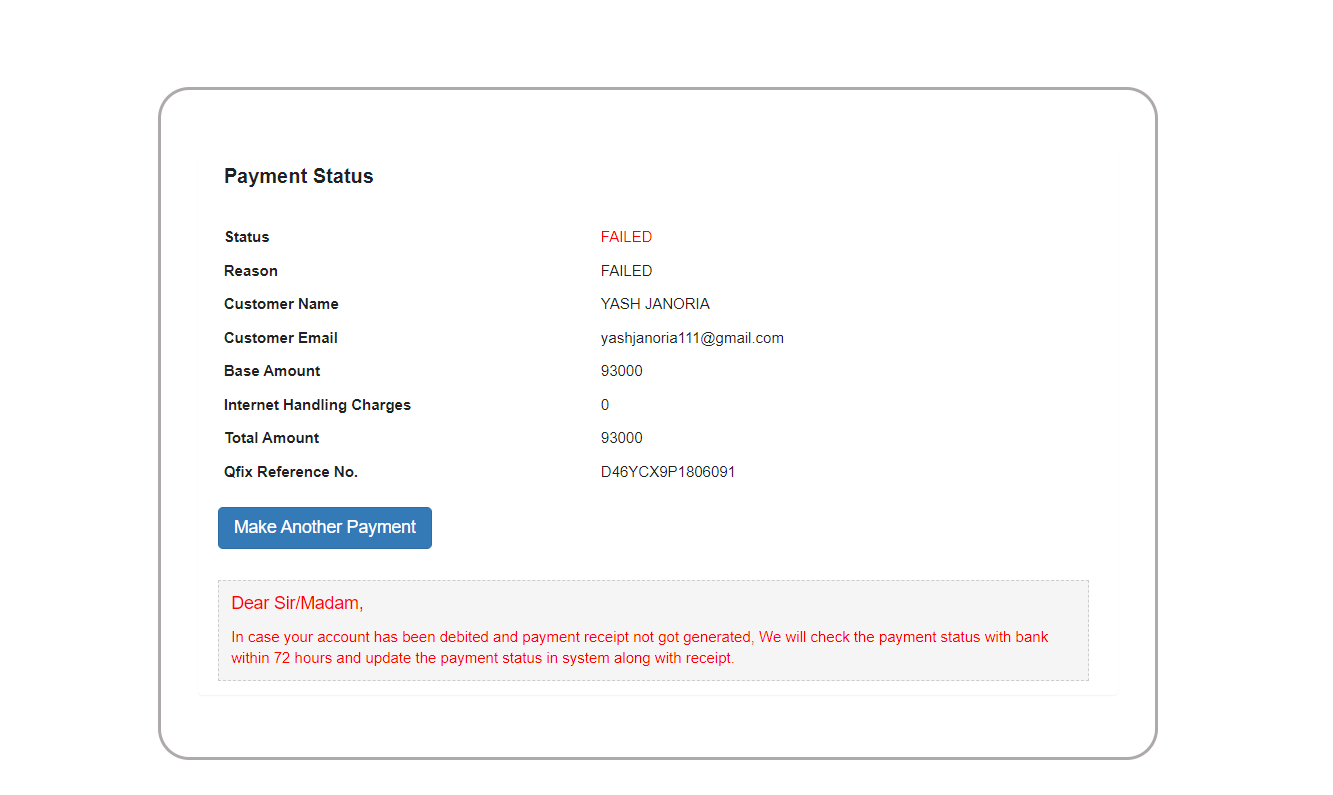 Payment Status
Status FAILED
Reason FAILED
Customer Name YASH JANORIA
Customer Email yashjanoria111@gmail.com
Base Amount 93000
Internet Handling Charges 0
Total Amount 93000
Qfix Reference No. D46YCX9P1806091
Make Another Payment
Dear Sir/Madam,
In case your account has been debited and payment receipt not got generated, We will check the payment status with bank
within 72 hours and update the payment status in system along with receipt.